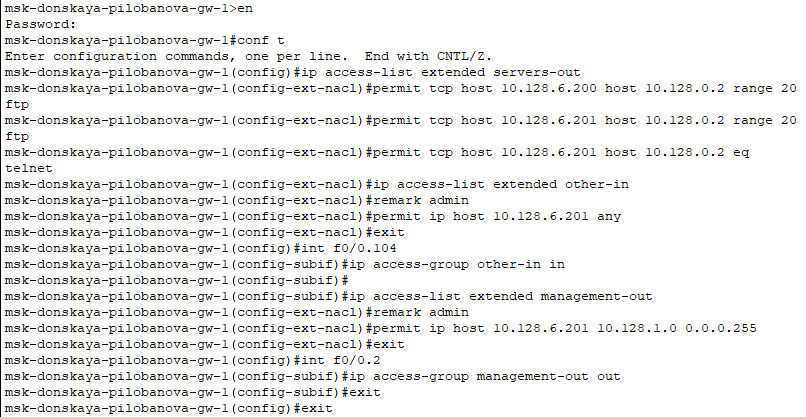 msk-donskaya-pilobanova-gw-1>en
Password:
msk-donskaya-pilobanova-gw-1#conf t
Enter configuration commands, one per line.  End with CNTL/Z.
msk-donskaya-pilobanova-gw-1(config)#ip access-list extended servers-out
msk-donskaya-pilobanova-gw-1(config-ext-nacl)#permit tcp host 10.128.6.200 host 10.128.0.2 range 20
ftp
msk-donskaya-pilobanova-gw-1(config-ext-nacl)#permit tcp host 10.128.6.201 host 10.128.0.2 range 20
ftp
msk-donskaya-pilobanova-gw-1(config-ext-nacl)#permit tcp host 10.128.6.201 host 10.128.0.2 eq
telnet
msk-donskaya-pilobanova-gw-1(config-ext-nacl)#ip access-list extended other-in
msk-donskaya-pilobanova-gw-1(config-ext-nacl)#remark admin
msk-donskaya-pilobanova-gw-1(config-ext-nacl)#permit ip host 10.128.6.201 any
msk-donskaya-pilobanova-gw-1(config-ext-nacl)#exit
msk-donskaya-pilobanova-gw-1(config)#int f0/0.104
msk-donskaya-pilobanova-gw-1(config-subif)#ip access-group other-in in
msk-donskaya-pilobanova-gw-1(config-subif)#
msk-donskaya-pilobanova-gw-1(config-subif)#ip access-list extended management-out
msk-donskaya-pilobanova-gw-1(config-ext-nacl)#remark admin
msk-donskaya-pilobanova-gw-1(config-ext-nacl)#permit ip host 10.128.6.201 10.128.1.0 0.0.0.255
msk-donskaya-pilobanova-gw-1(config-ext-nacl)#exit
msk-donskaya-pilobanova-gw-1(config)#int f0/0.2
msk-donskaya-pilobanova-gw-1(config-subif)#ip access-group management-out out
msk-donskaya-pilobanova-gw-1(config-subif)#exit
msk-donskaya-pilobanova-gw-1(config)#exit